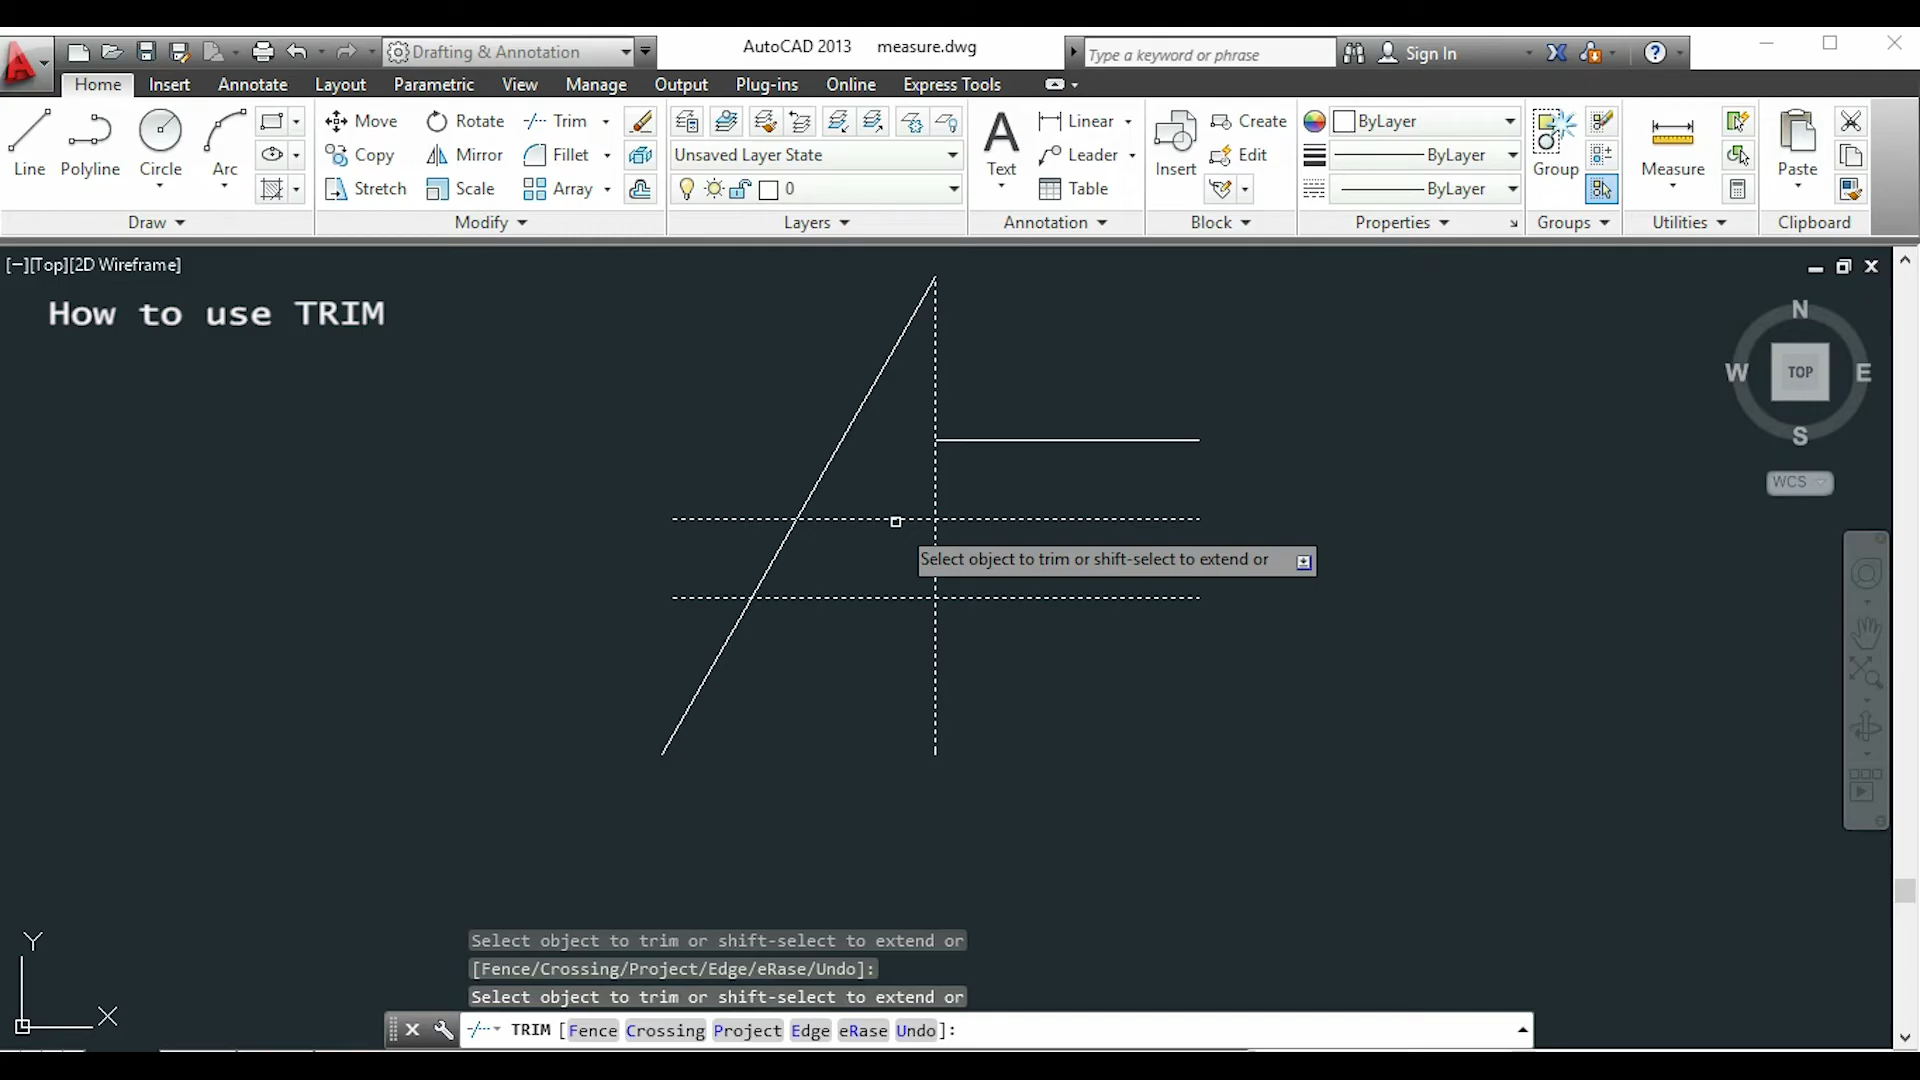 Drafting & Annotation
AutoCAD 2013 measure.dwg
Type a keyword or phrase
Sign In
Home Insert Annotate Layout Parametric View Manage Output Plug-ins Online Express Tools
Line Polyline Circle Arc
Move Rotate Trim
Copy Mirror Fillet
Stretch Scale Array
Unsaved Layer State
0
Text
Linear
Leader
Table
Insert
Create
Edit
ByLayer
ByLayer
ByLayer
Group
Measure
Paste
Draw Modify Layers Annotation Block Properties Groups Utilities Clipboard
[−][Top][2D Wireframe]
How to use TRIM
N
W TOP E
S
WCS
Select object to trim or shift-select to extend or
Y
X
Select object to trim or shift-select to extend or
[Fence/Crossing/Project/Edge/eRase/Undo]:
Select object to trim or shift-select to extend or
TRIM [Fence Crossing Project Edge eRase Undo]: